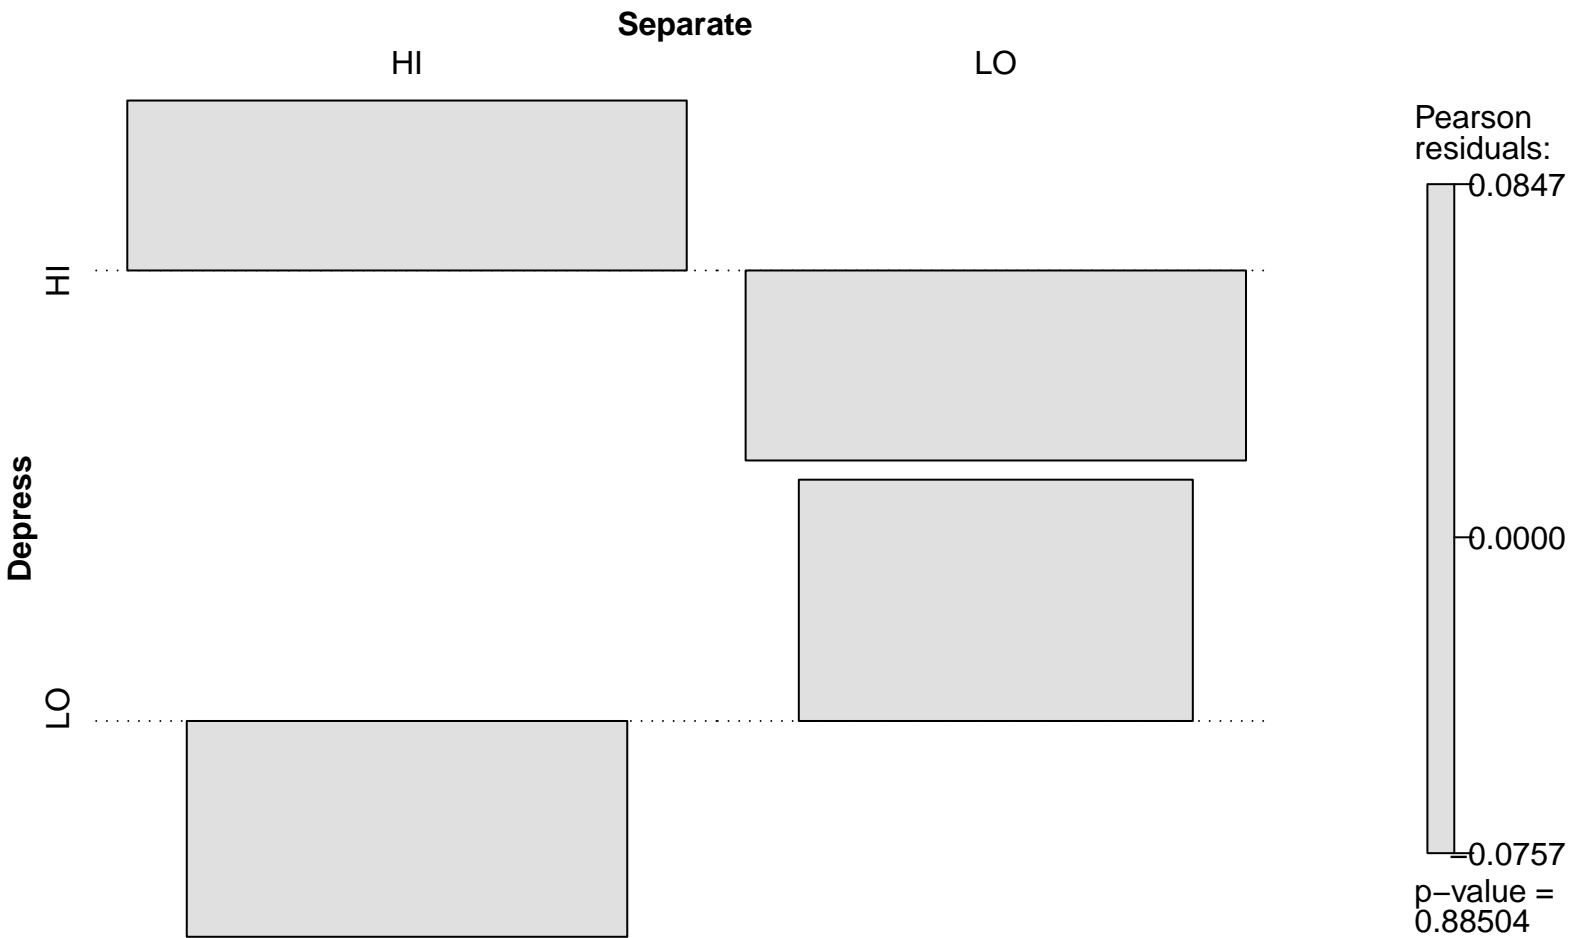 Separate
HI LO
Pearson
residuals:
0.0847
HI
Depress
0.0000
LO
−0.0757
p−value =
0.88504